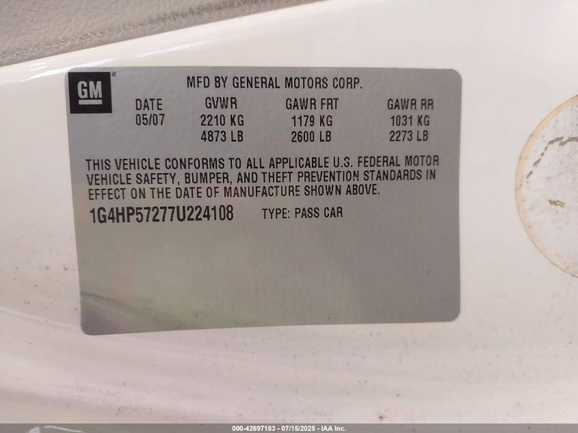 GM
MFD BY GENERAL MOTORS CORP.
DATE GVWR GAWR FRT GAWR RR
05/07 2210 KG 1179 KG 1031 KG
4873 LB 2600 LB 2273 LB
THIS VEHICLE CONFORMS TO ALL APPLICABLE U.S. FEDERAL MOTOR
VEHICLE SAFETY, BUMPER, AND THEFT PREVENTION STANDARDS IN
EFFECT ON THE DATE OF MANUFACTURE SHOWN ABOVE.
1G4HP57277U224108 TYPE: PASS CAR
000-42697163 - 07/15/2025 - IAA Inc.